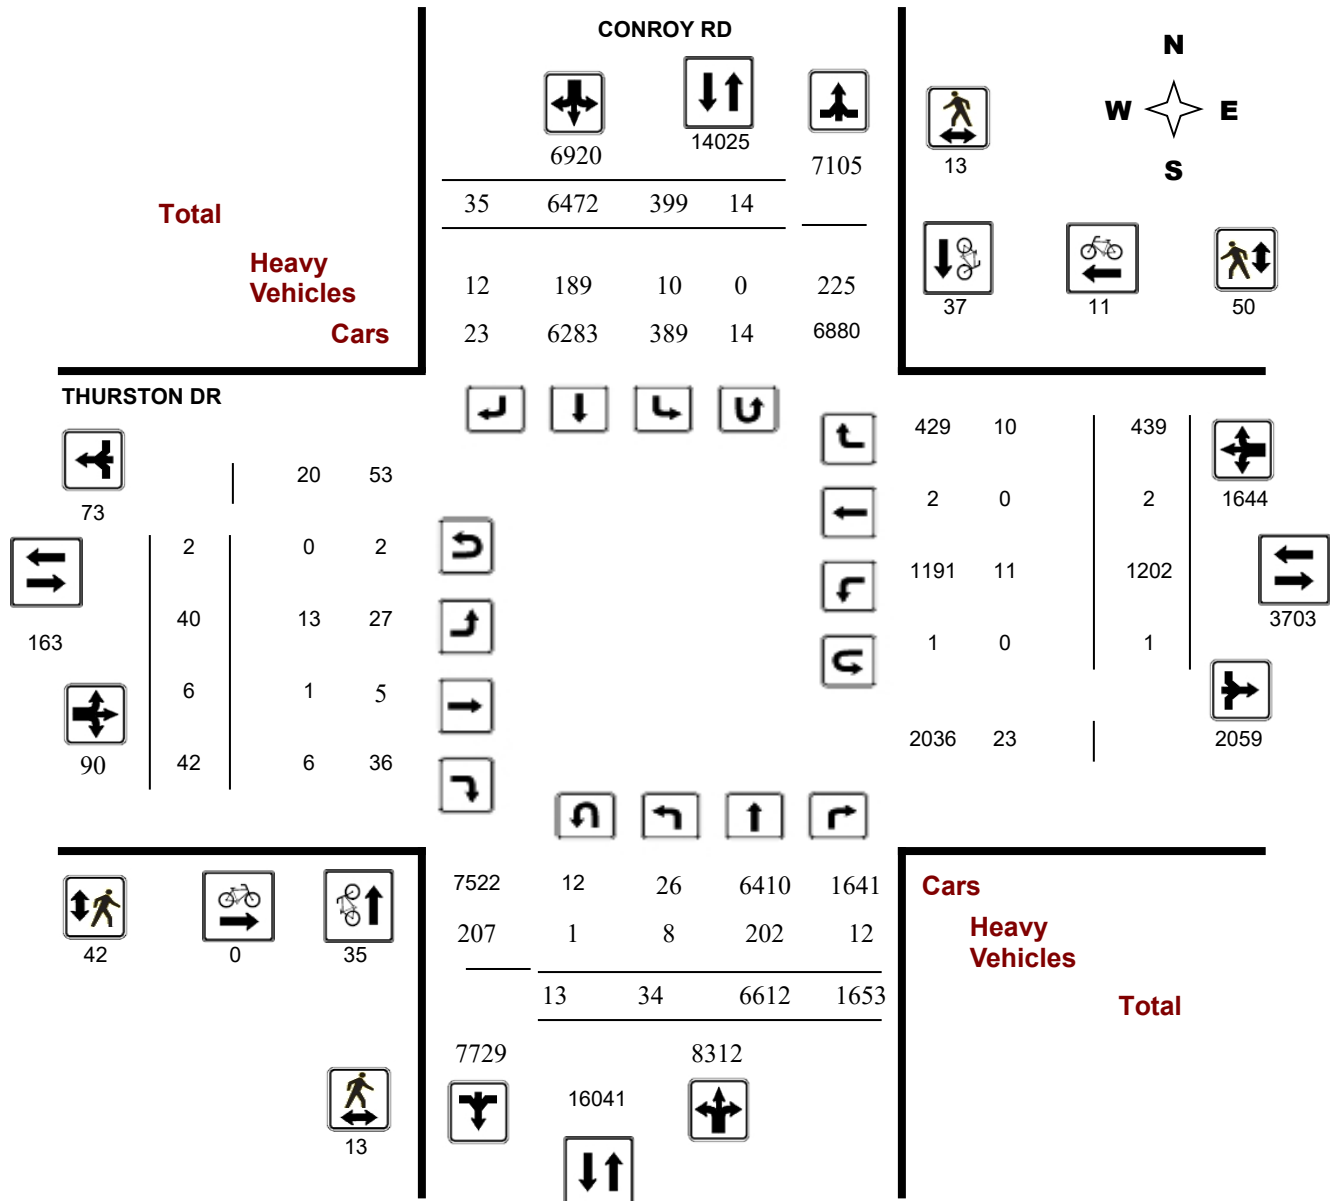 CONROY RD
N
W E
S
6920
14025
7105
13
35 6472 399 14
Total
Heavy
Vehicles
12 189 10 0 225
Cars
23 6283 389 14 6880
37 11 50
THURSTON DR
429 10 439
20 53
73
2 0 2
1644
2 0 2
1191 11 1202
40 13 27
163
3703
1 0 1
6 1 5
90
42 6 36
2036 23 2059
7522 12 26 6410 1641
Cars
207 1 8 202 12
Heavy
Vehicles
42 0 35
13 34 6612 1653
Total
7729 8312
16041
13